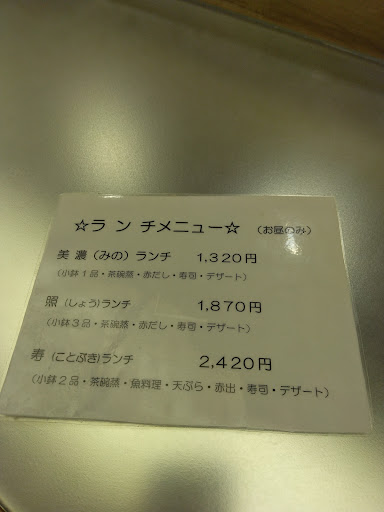 ☆ランチメニュー☆ （お昼のみ）
美濃（みの）ランチ 1,320円
（小鉢１品・茶碗蒸・赤だし・寿司・デザート）
照（しょう）ランチ 1,870円
（小鉢３品・茶碗蒸・赤だし・寿司・デザート）
寿（ことぶき）ランチ 2,420円
（小鉢２品・茶碗蒸・魚料理・天ぷら・赤出・寿司・デザート）